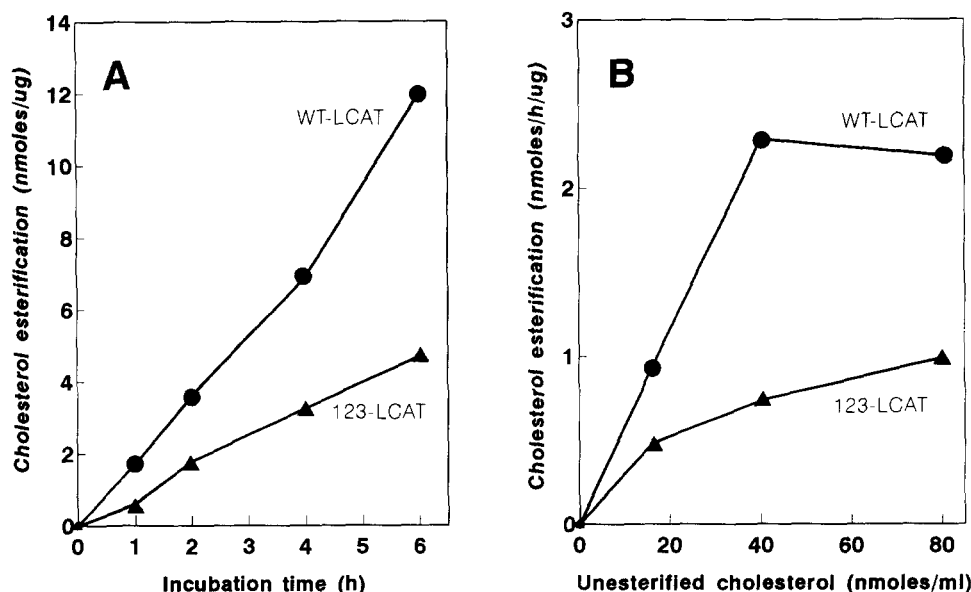 A
Cholesterol esterification (nmoles/ug)
14
12
10
8
6
4
2
0
WT-LCAT
123-LCAT
0 1 2 3 4 5 6
Incubation time (h)
B
Cholesterol esterification (nmoles/h/ug)
3
2
1
0
WT-LCAT
123-LCAT
0 20 40 60 80
Unesterified cholesterol (nmoles/ml)